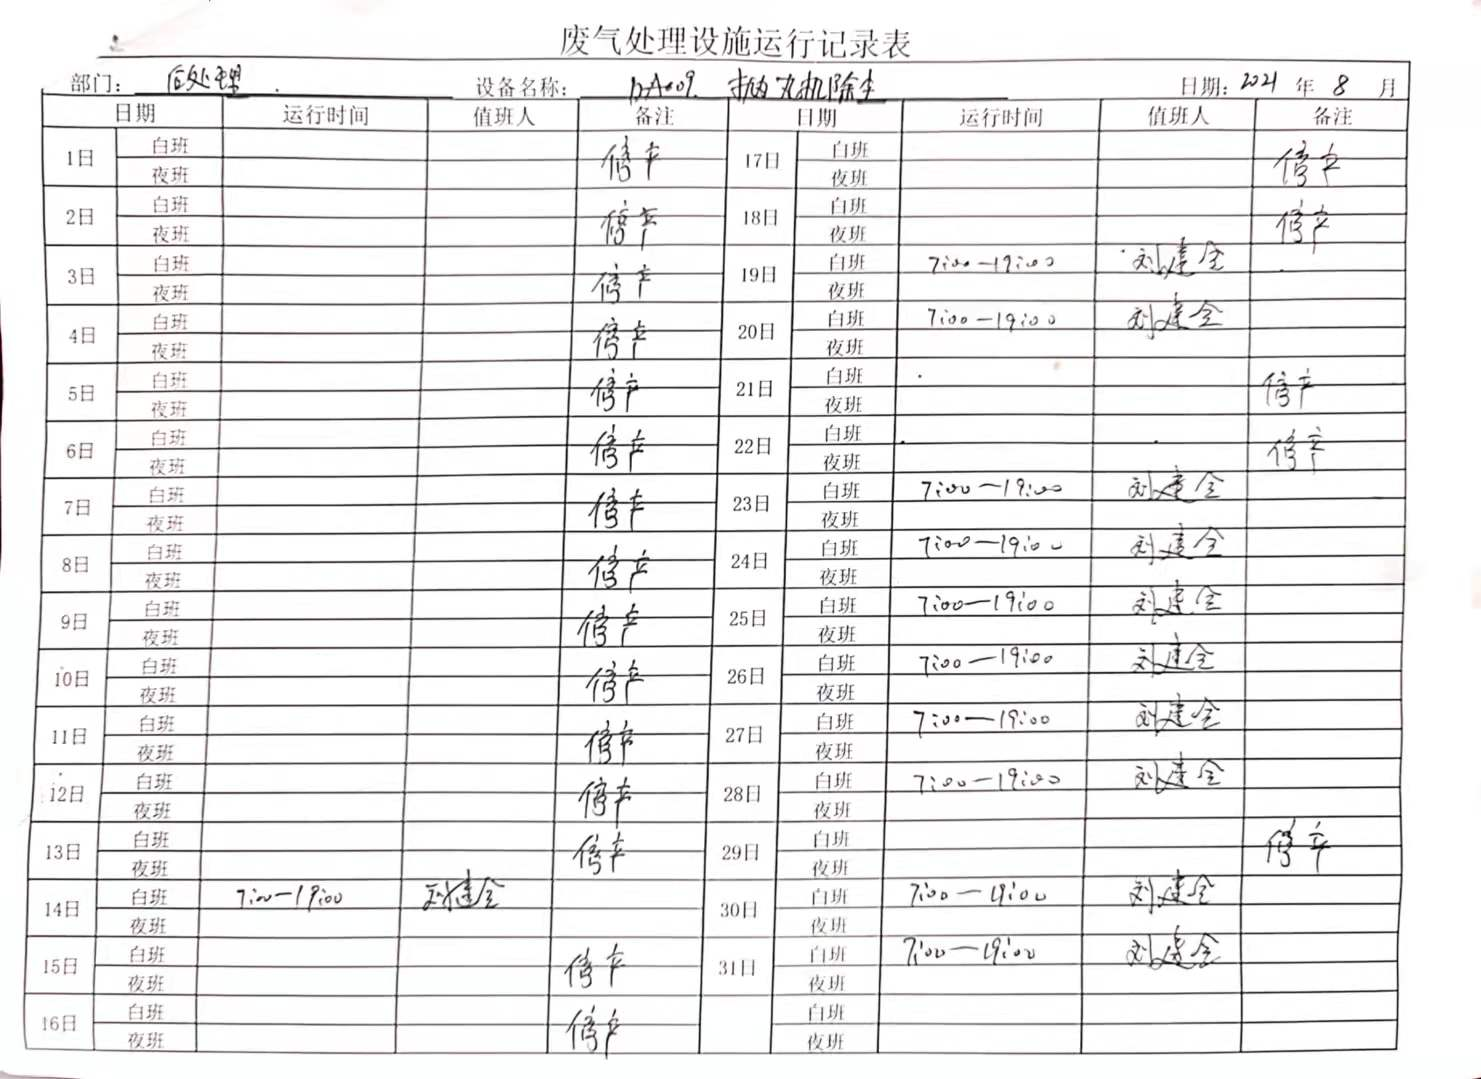 废气处理设施运行记录表
部门： 后处理 设备名称： DA009 抛丸机除尘 日期：2021 年 8 月
日期 运行时间 值班人 备注 日期 运行时间 值班人 备注
1日 白班 夜班 停产 17日 白班 夜班 停产
2日 白班 夜班 停产 18日 白班 夜班 停产
3日 白班 夜班 停产 19日 白班 7:00—19:00 刘建全 夜班
4日 白班 夜班 停产 20日 白班 7:00—19:00 刘建全 夜班
5日 白班 夜班 停产 21日 白班 夜班 停产
6日 白班 夜班 停产 22日 白班 夜班 停产
7日 白班 夜班 停产 23日 白班 7:00—19:00 刘建全 夜班
8日 白班 夜班 停产 24日 白班 7:00—19:00 刘建全 夜班
9日 白班 夜班 停产 25日 白班 7:00—19:00 刘建全 夜班
10日 白班 夜班 停产 26日 白班 7:00—19:00 刘建全 夜班
11日 白班 夜班 停产 27日 白班 7:00—19:00 刘建全 夜班
12日 白班 夜班 停产 28日 白班 7:00—19:00 刘建全 夜班
13日 白班 夜班 停产 29日 白班 夜班 停产
14日 白班 7:00—19:00 刘建全 夜班 30日 白班 7:00—19:00 刘建全 夜班
15日 白班 夜班 停产 31日 白班 7:00—19:00 刘建全 夜班
16日 白班 夜班 停产 白班 夜班